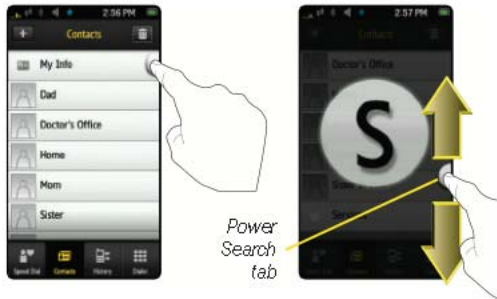 2:56 PM
Contacts
My Info
Dad
Doctor's Office
Home
Mom
Sister
Speed Dial Contacts History Dialer
2:57 PM
Contacts
Doctor's Office
S
Sister
Power
Search
tab